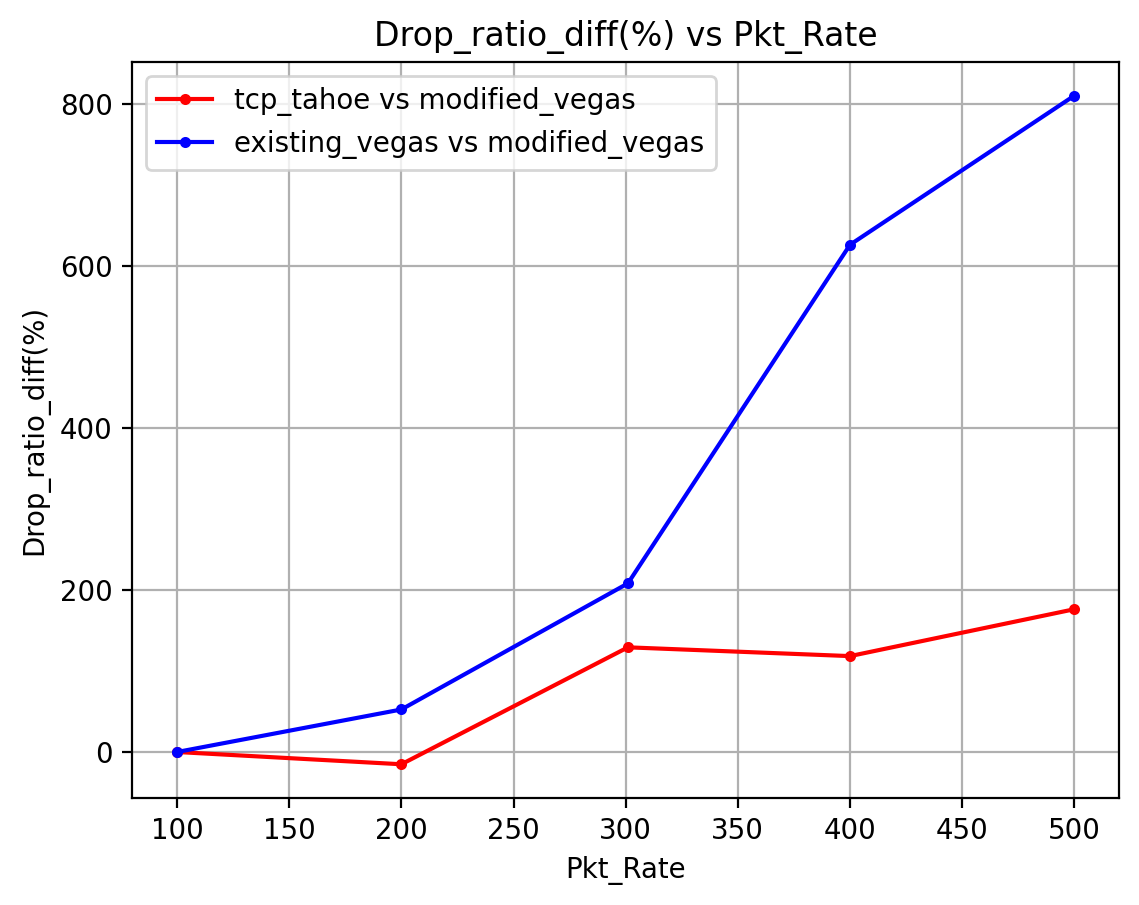 Drop_ratio_diff(%) vs Pkt_Rate
tcp_tahoe vs modified_vegas
existing_vegas vs modified_vegas
Drop_ratio_diff(%)
800
600
400
200
0
100 150 200 250 300 350 400 450 500
Pkt_Rate